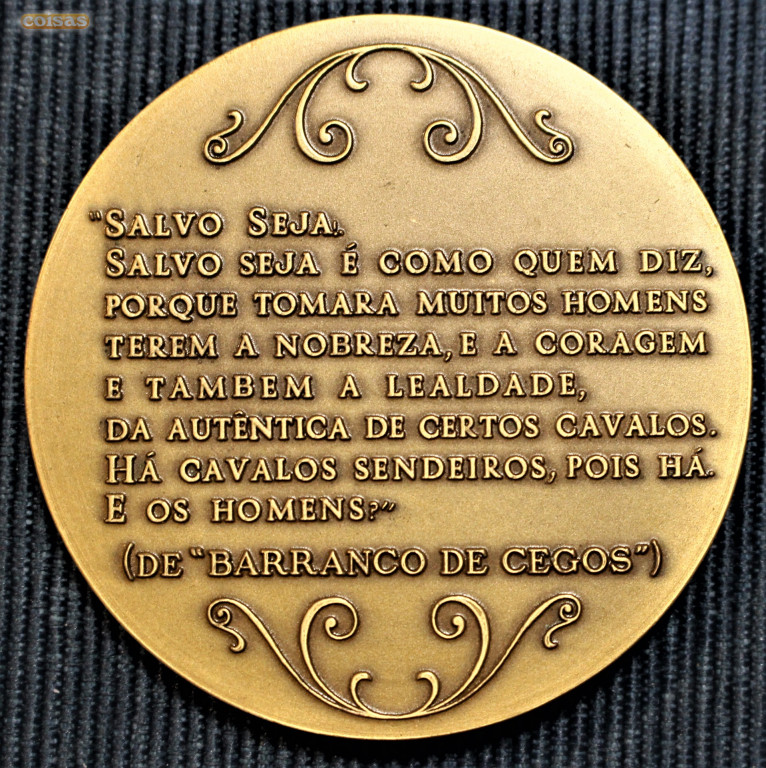 coisas
"SALVO SEJA.
SALVO SEJA É COMO QUEM DIZ,
PORQUE TOMARA MUITOS HOMENS
TEREM A NOBREZA, E A CORAGEM
E TAMBEM A LEALDADE,
DA AUTÊNTICA DE CERTOS CAVALOS.
HÁ CAVALOS SENDEIROS, POIS HÁ.
E OS HOMENS?"
(DE "BARRANCO DE CEGOS")